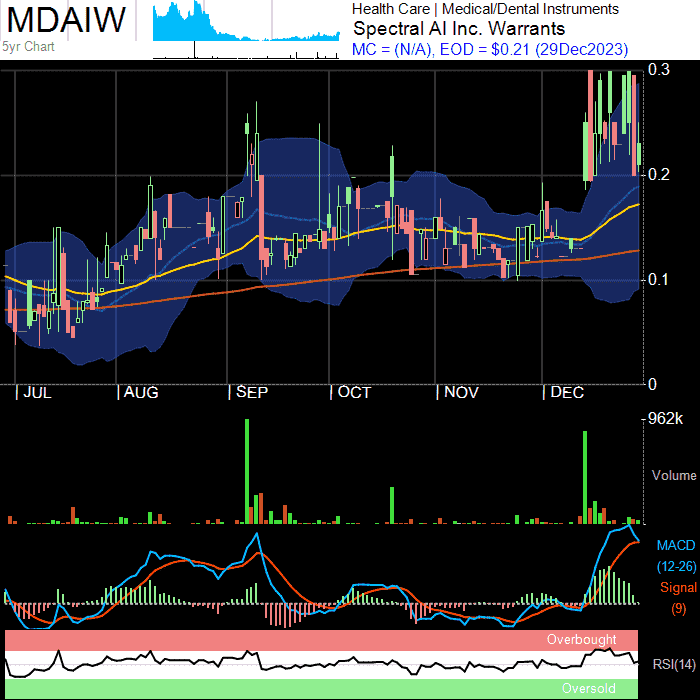 MDAIW
5yr Chart
Health Care | Medical/Dental Instruments
Spectral AI Inc. Warrants
MC = (N/A), EOD = $0.21 (29Dec2023)
0.3
0.2
0.1
0
| JUL | AUG | SEP | OCT | NOV | DEC
962k
Volume
MACD
(12-26)
Signal
(9)
Overbought
RSI(14)
Oversold